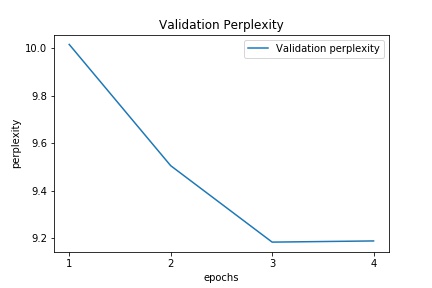 Validation Perplexity
Validation perplexity
perplexity
10.0
9.8
9.6
9.4
9.2
1 2 3 4
epochs